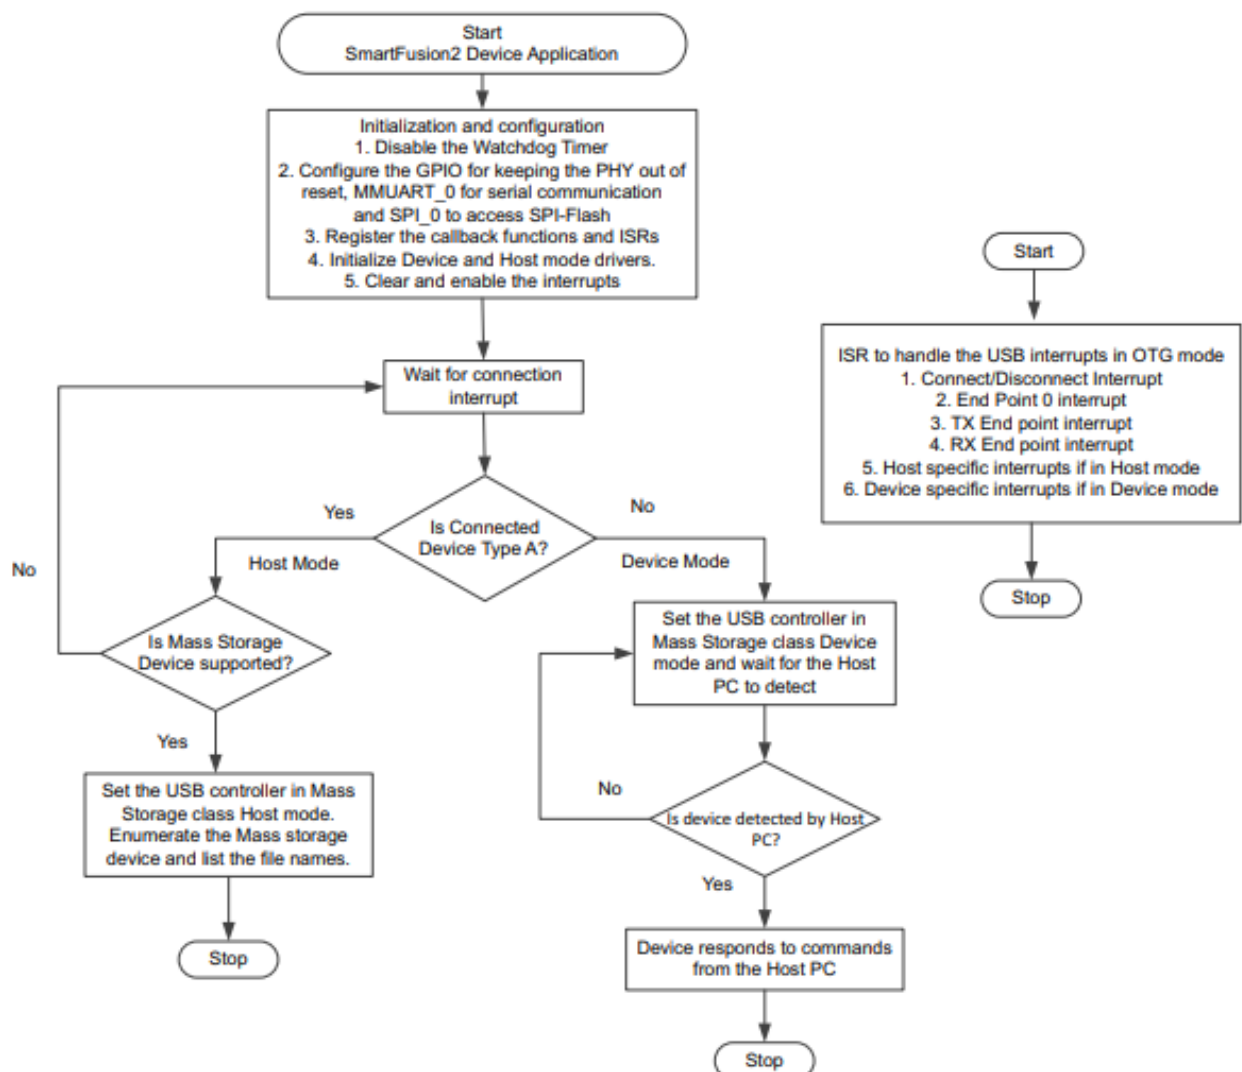 Start
SmartFusion2 Device Application
Initialization and configuration
1. Disable the Watchdog Timer
2. Configure the GPIO for keeping the PHY out of
reset, MMUART_0 for serial communication
and SPI_0 to access SPI-Flash
3. Register the callback functions and ISRs
4. Initialize Device and Host mode drivers.
5. Clear and enable the interrupts
Wait for connection
interrupt
Is Connected
Device Type A?
Yes
Host Mode
No
Device Mode
Is Mass Storage
Device supported?
No
Yes
Set the USB controller in Mass
Storage class Host mode.
Enumerate the Mass storage
device and list the file names.
Stop
Set the USB controller in
Mass Storage class Device
mode and wait for the Host
PC to detect
Is device detected by Host
PC?
No
Yes
Device responds to commands
from the Host PC
Stop
Start
ISR to handle the USB interrupts in OTG mode
1. Connect/Disconnect Interrupt
2. End Point 0 interrupt
3. TX End point interrupt
4. RX End point interrupt
5. Host specific interrupts if in Host mode
6. Device specific interrupts if in Device mode
Stop